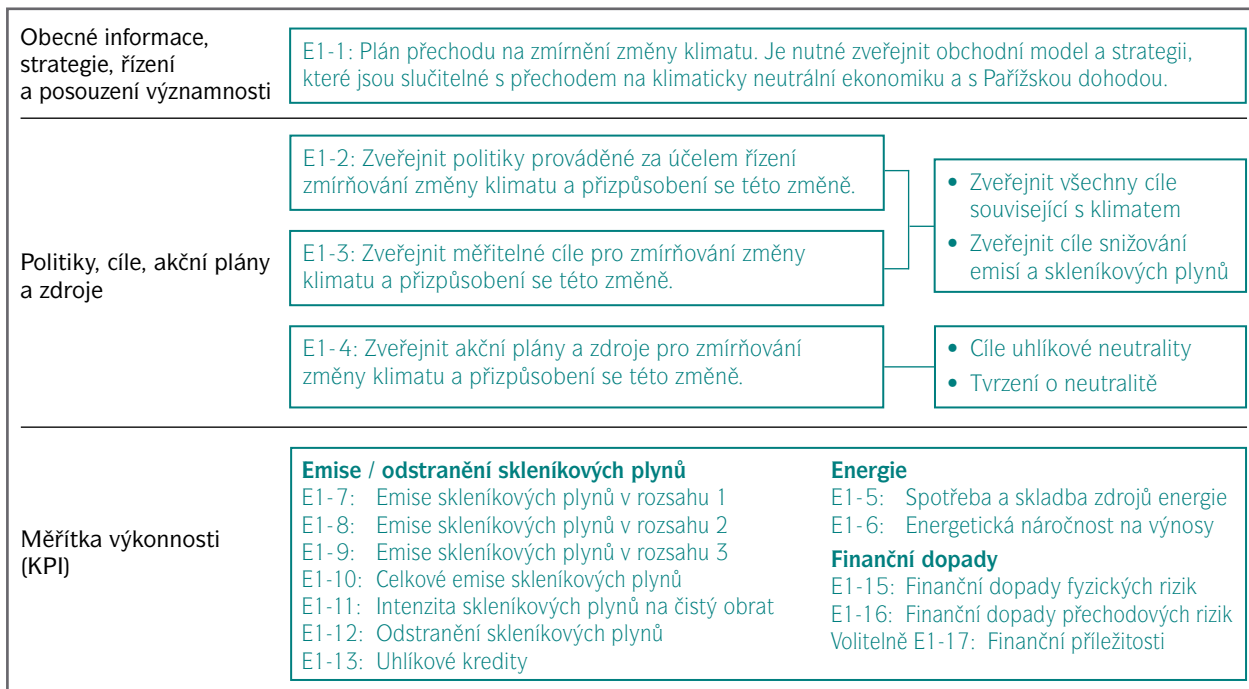 Obecné informace,
strategie, řízení
a posouzení významnosti
E1-1: Plán přechodu na zmírnění změny klimatu. Je nutné zveřejnit obchodní model a strategii,
které jsou slučitelné s přechodem na klimaticky neutrální ekonomiku a s Pařížskou dohodou.
Politiky, cíle, akční plány
a zdroje
E1-2: Zveřejnit politiky prováděné za účelem řízení
zmírňování změny klimatu a přizpůsobení se této změně.
E1-3: Zveřejnit měřitelné cíle pro zmírňování změny
klimatu a přizpůsobení se této změně.
• Zveřejnit všechny cíle
související s klimatem
• Zveřejnit cíle snižování
emisí a skleníkových plynů
E1-4: Zveřejnit akční plány a zdroje pro zmírňování
změny klimatu a přizpůsobení se této změně.
• Cíle uhlíkové neutrality
• Tvrzení o neutralitě
Měřítka výkonnosti
(KPI)
Emise / odstranění skleníkových plynů
E1-7: Emise skleníkových plynů v rozsahu 1
E1-8: Emise skleníkových plynů v rozsahu 2
E1-9: Emise skleníkových plynů v rozsahu 3
E1-10: Celkové emise skleníkových plynů
E1-11: Intenzita skleníkových plynů na čistý obrat
E1-12: Odstranění skleníkových plynů
E1-13: Uhlíkové kredity
Energie
E1-5: Spotřeba a skladba zdrojů energie
E1-6: Energetická náročnost na výnosy
Finanční dopady
E1-15: Finanční dopady fyzických rizik
E1-16: Finanční dopady přechodových rizik
Volitelně E1-17: Finanční příležitosti